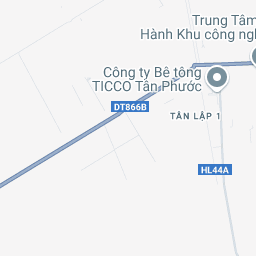 Trung Tâm
Hành Khu công ngh
Công ty Bê tông
TICCO Tân Phước
DT866B
TÂN LẬP 1
HL44A